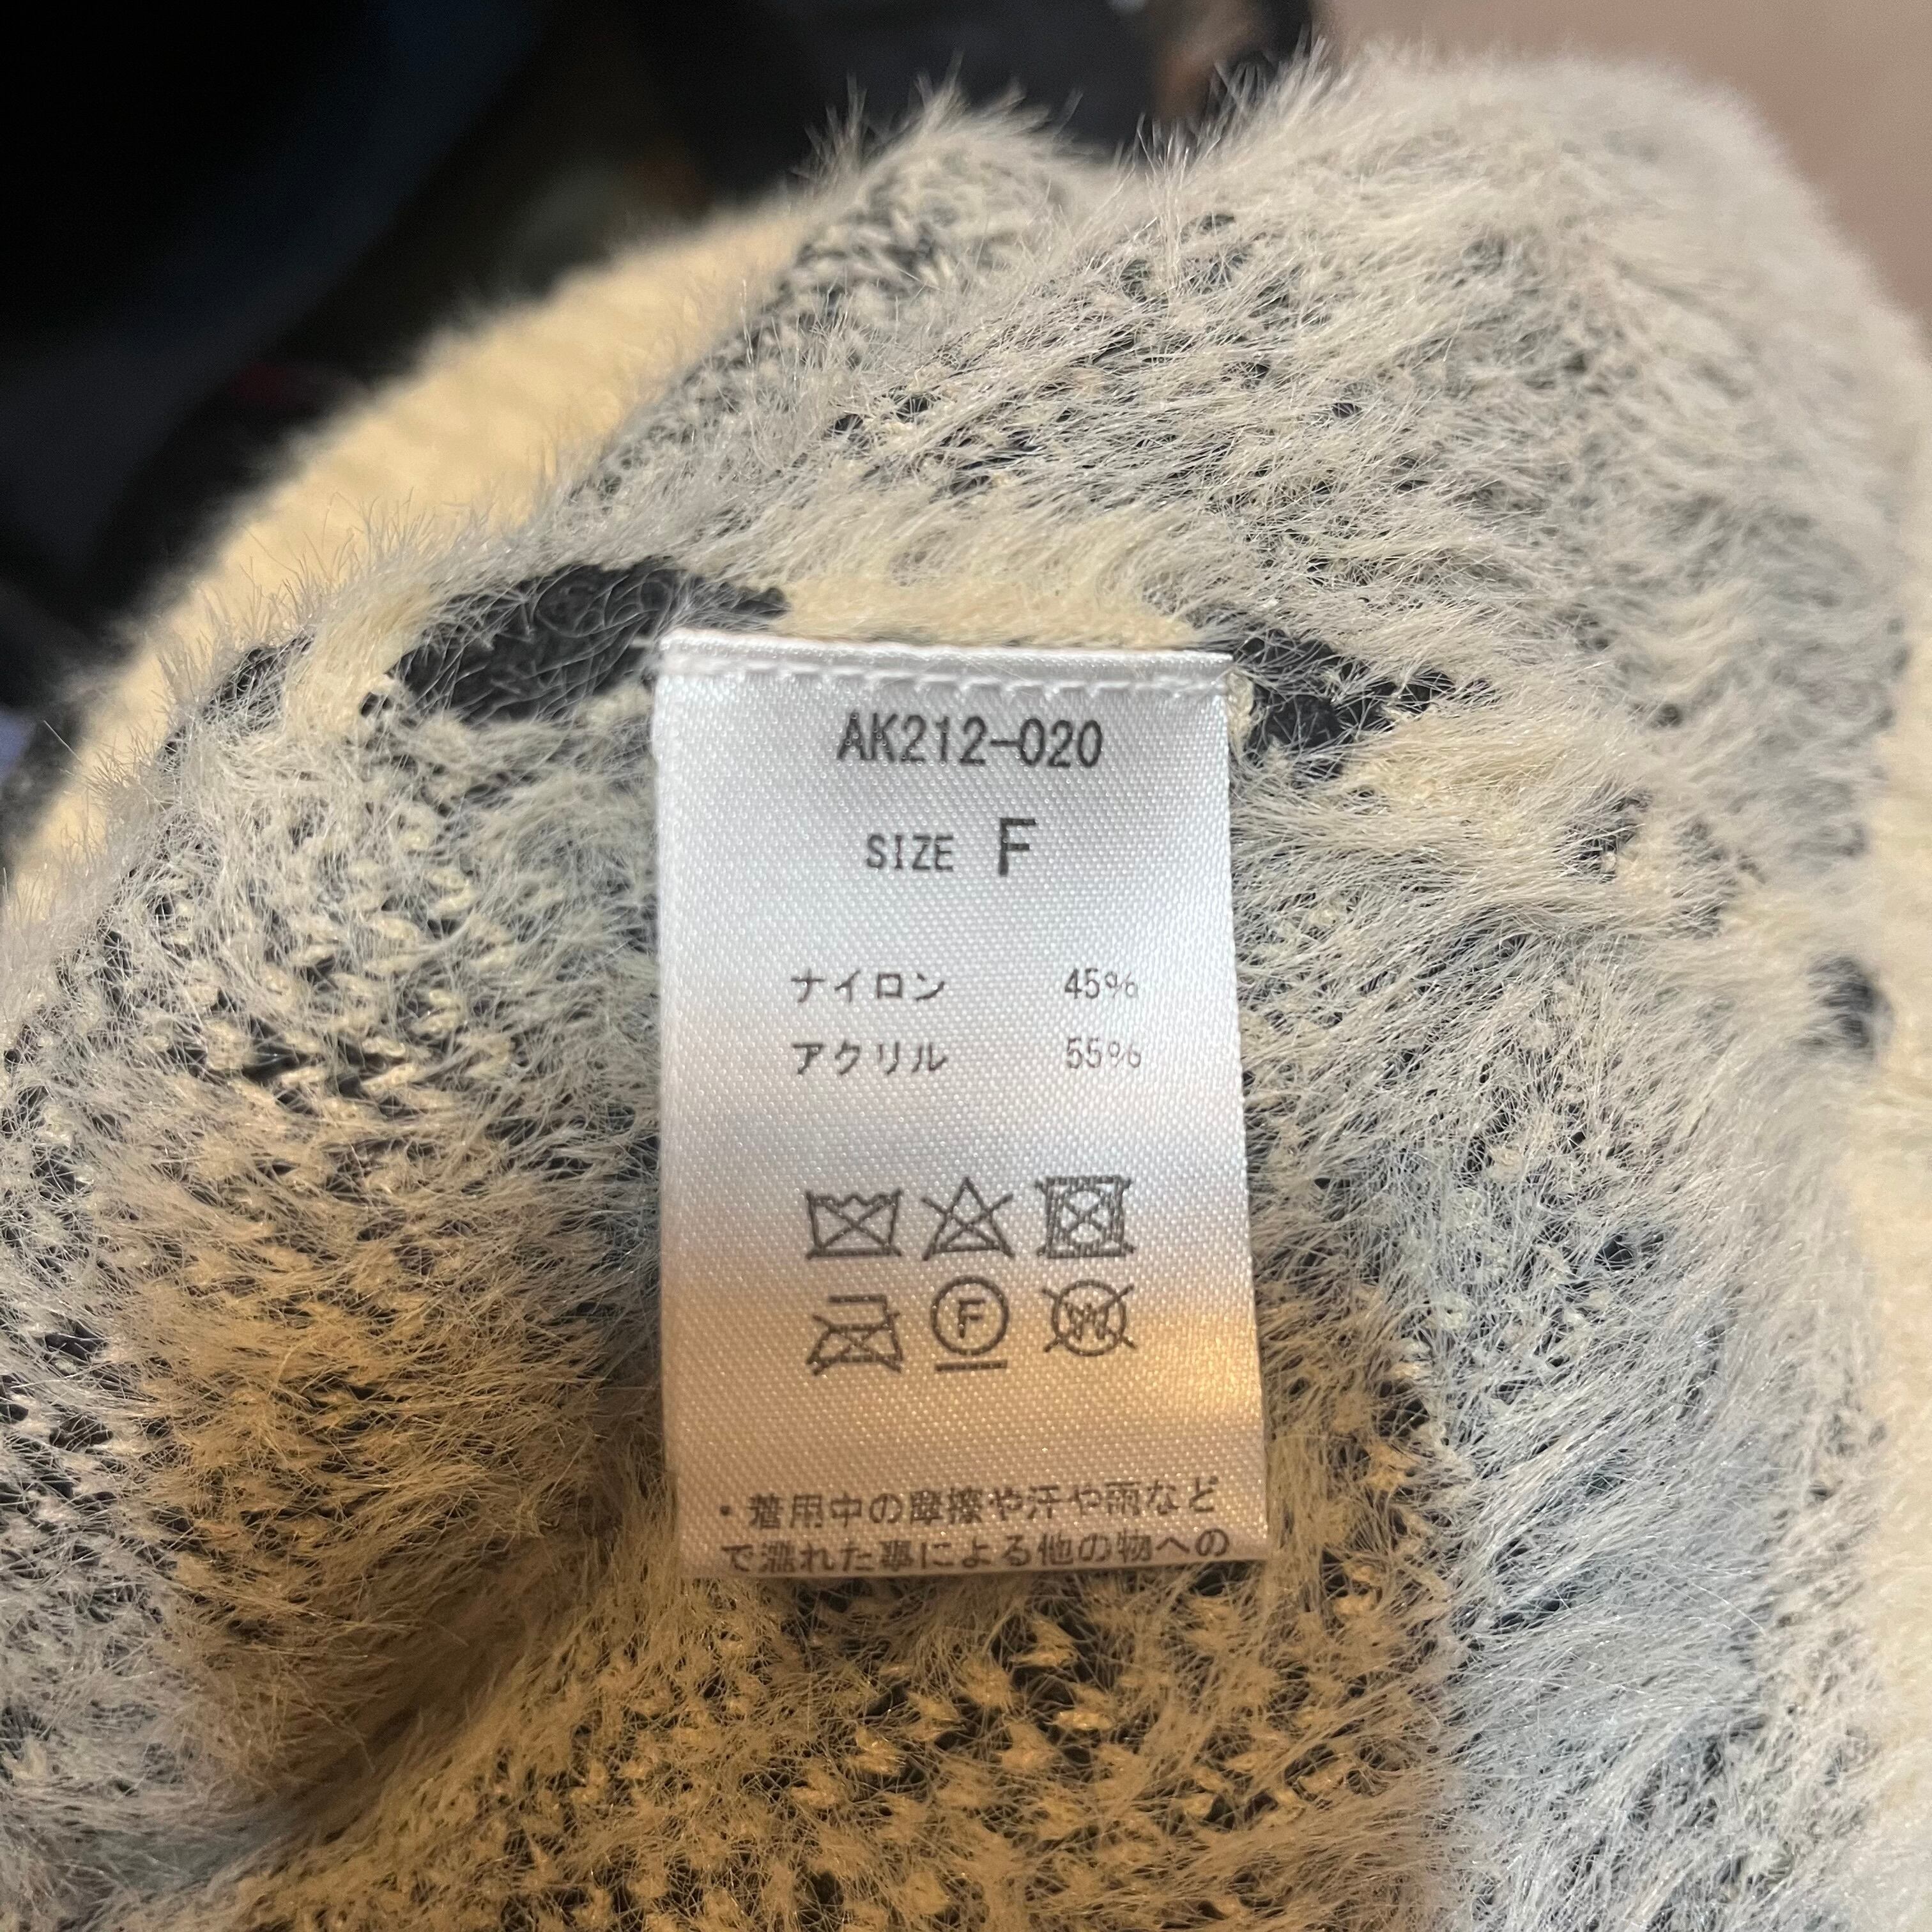 AK212-020
SIZE F
ナイロン 45%
アクリル 55%
F
W
・着用中の摩擦や汗や雨など
で濡れた事による他の物への